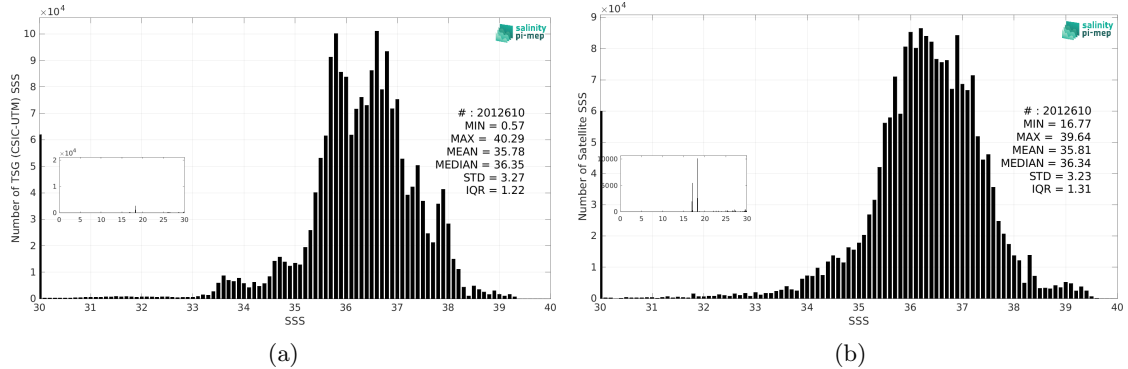 ×10⁴
10
9
8
7
6
5
4
3
2
1
0
Number of TSG (CSIC-UTM) SSS
30 31 32 33 34 35 36 37 38 39 40
SSS
salinity
pi-mep
# : 2012610
MIN = 0.57
MAX = 40.29
MEAN = 35.78
MEDIAN = 36.35
STD = 3.27
IQR = 1.22
×10⁴
2
1
0
0 5 10 15 20 25 30
(a)
×10⁴
9
8
7
6
5
4
3
2
1
0
Number of Satellite SSS
30 31 32 33 34 35 36 37 38 39 40
SSS
salinity
pi-mep
# : 2012610
MIN = 16.77
MAX = 39.64
MEAN = 35.81
MEDIAN = 36.34
STD = 3.23
IQR = 1.31
10000
5000
0
0 5 10 15 20 25 30
(b)